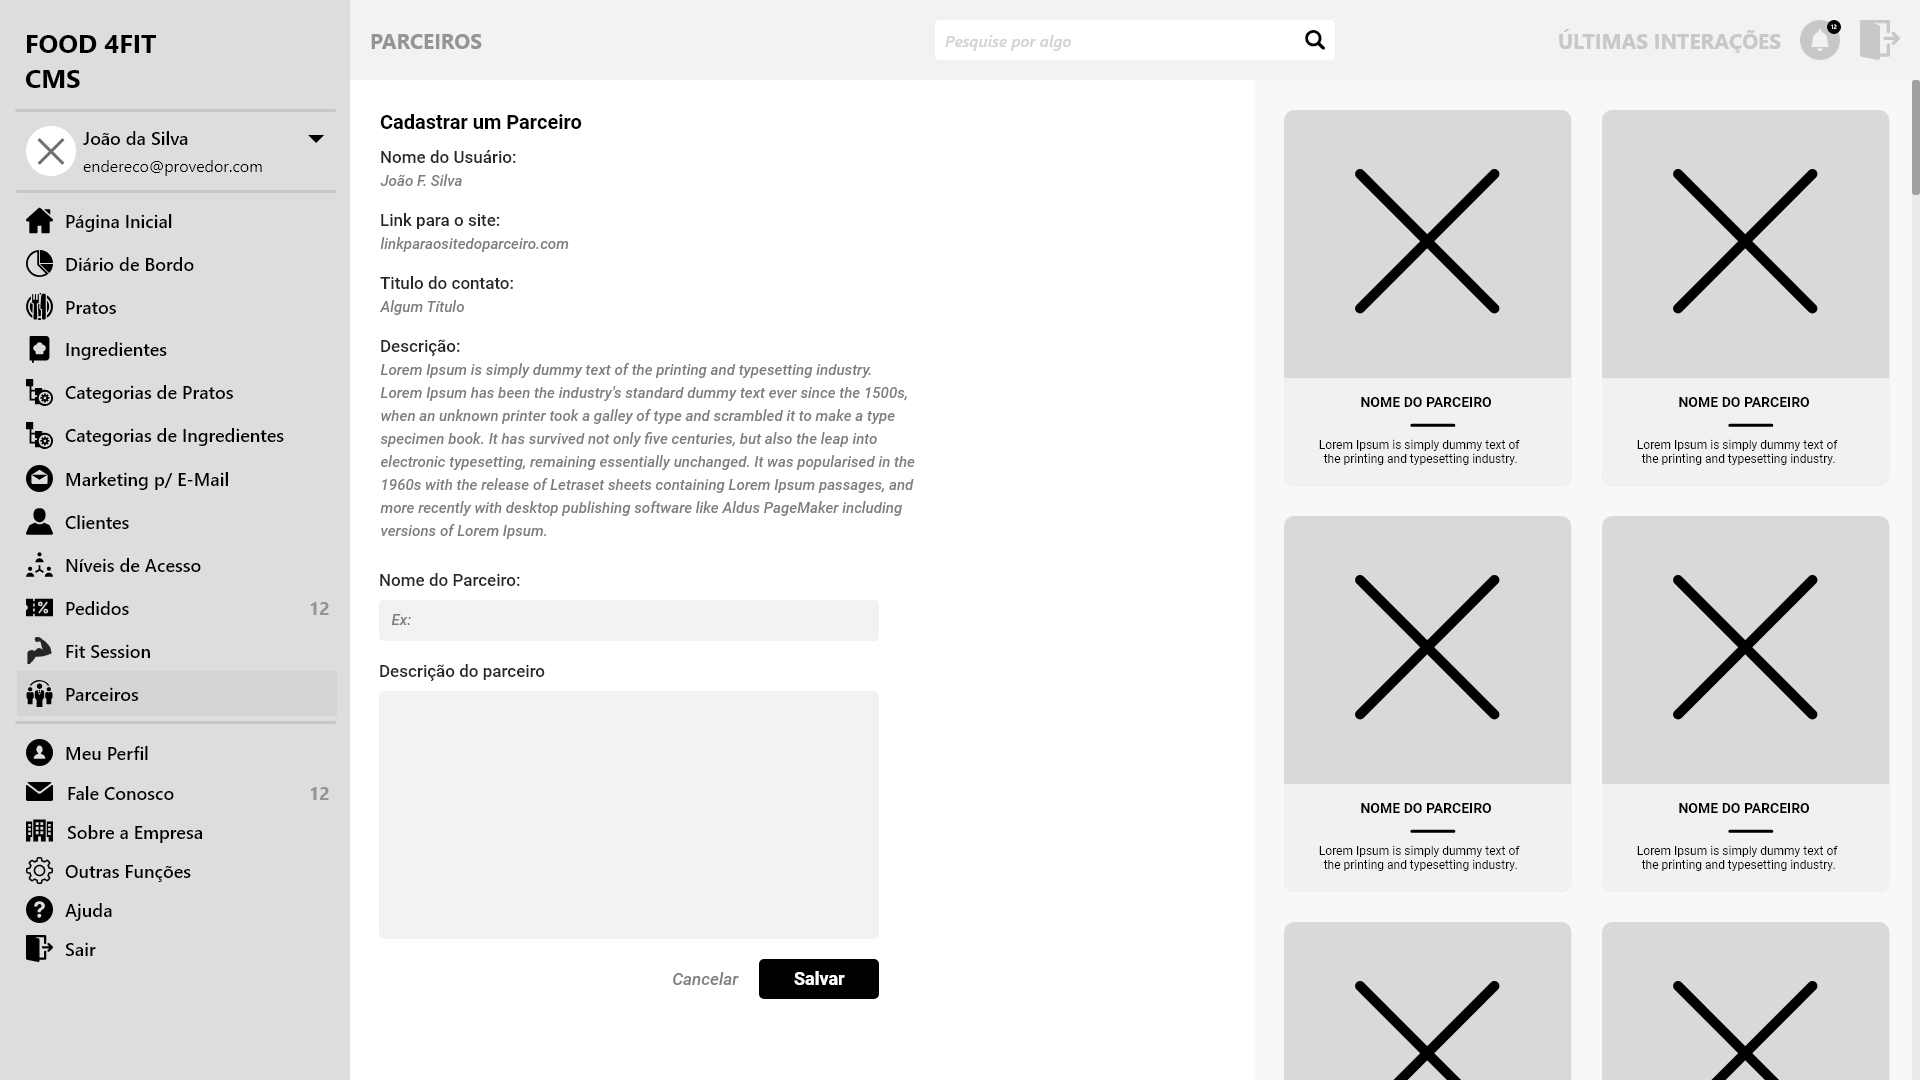 FOOD 4FIT
CMS
João da Silva
endereco@provedor.com
Página Inicial
Diário de Bordo
Pratos
Ingredientes
Categorias de Pratos
Categorias de Ingredientes
Marketing p/ E-Mail
Clientes
Níveis de Acesso
Pedidos 12
Fit Session
Parceiros
Meu Perfil
Fale Conosco 12
Sobre a Empresa
Outras Funções
Ajuda
Sair
PARCEIROS
Pesquise por algo
ÚLTIMAS INTERAÇÕES
12
Cadastrar um Parceiro
Nome do Usuário:
João F. Silva
Link para o site:
linkparaositedoparceiro.com
Titulo do contato:
Algum Título
Descrição:
Lorem Ipsum is simply dummy text of the printing and typesetting industry.
Lorem Ipsum has been the industry's standard dummy text ever since the 1500s,
when an unknown printer took a galley of type and scrambled it to make a type
specimen book. It has survived not only five centuries, but also the leap into
electronic typesetting, remaining essentially unchanged. It was popularised in the
1960s with the release of Letraset sheets containing Lorem Ipsum passages, and
more recently with desktop publishing software like Aldus PageMaker including
versions of Lorem Ipsum.
Nome do Parceiro:
Ex:
Descrição do parceiro
Cancelar
Salvar
NOME DO PARCEIRO
Lorem Ipsum is simply dummy text of
the printing and typesetting industry.
NOME DO PARCEIRO
Lorem Ipsum is simply dummy text of
the printing and typesetting industry.
NOME DO PARCEIRO
Lorem Ipsum is simply dummy text of
the printing and typesetting industry.
NOME DO PARCEIRO
Lorem Ipsum is simply dummy text of
the printing and typesetting industry.